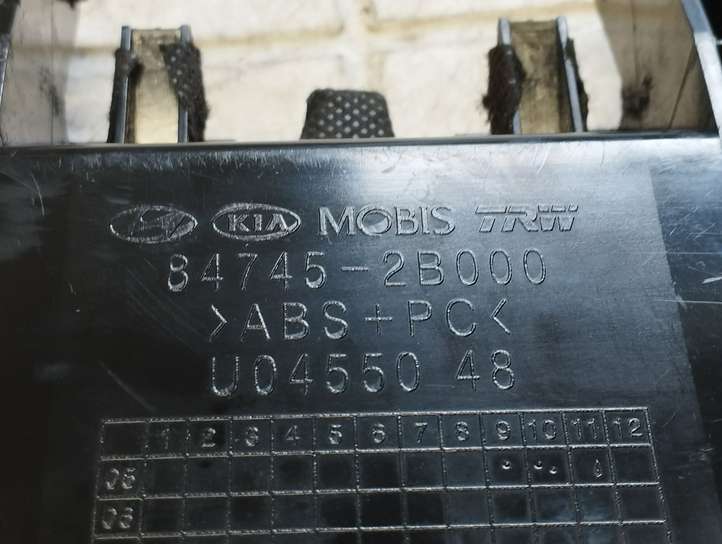 KIA MOBIS TRW
84745-2B000
>ABS+PC<
U04550 48
1 2 3 4 5 6 7 8 9 10 11 12
05
06